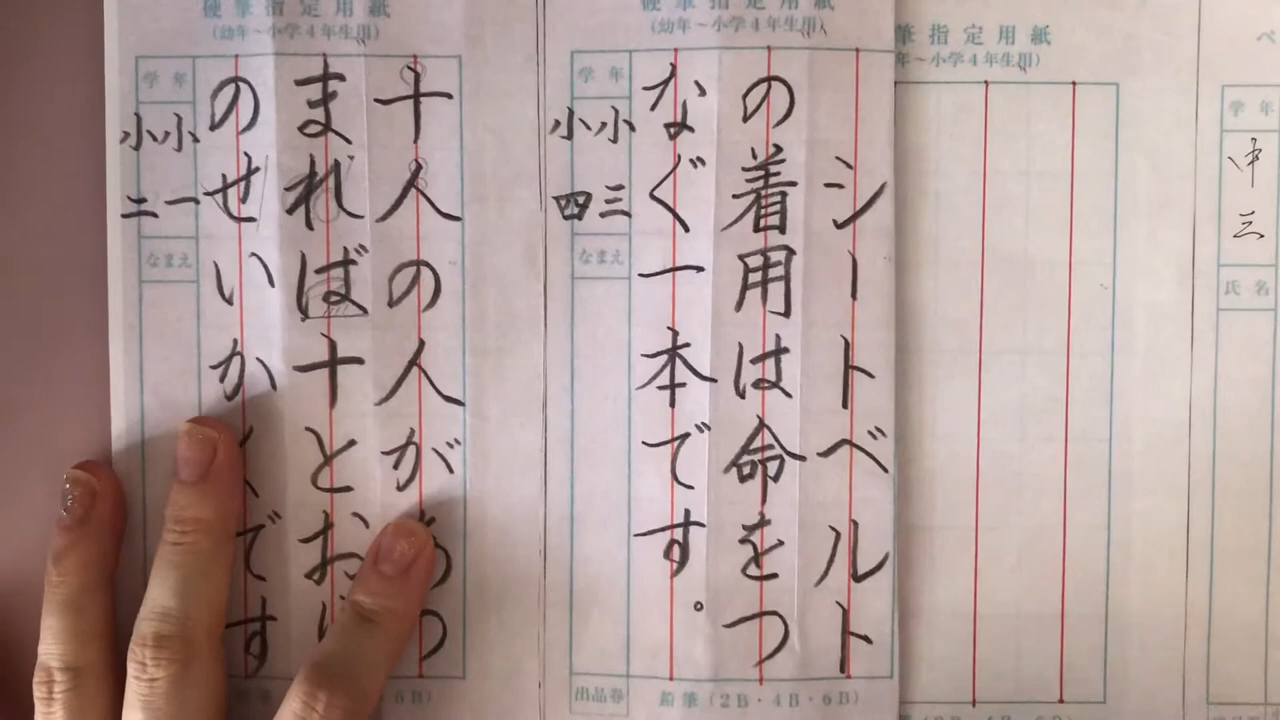 硬筆指定用紙
(幼年~小学4年生用)
十人の人があつ
まれば十とお
のせいかくです
学年
小一
小二
なまえ
硬筆指定用紙
(幼年~小学4年生用)
シートベルト
の着用は命をつ
なぐ一本です。
学年
小三
小四
なまえ
出品券
鉛筆(2B・4B・6B)
筆指定用紙
年~小学4年生用)
学年
中三
氏名